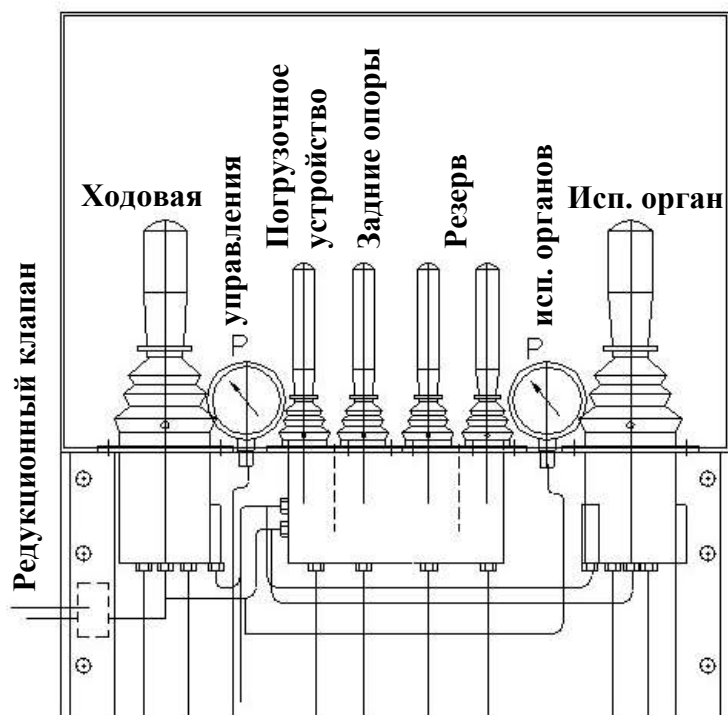 Ходовая
P управления
Погрузочное
устройство
Задние опоры
Резерв
P исп. органов
Исп. орган
Редукционный клапан